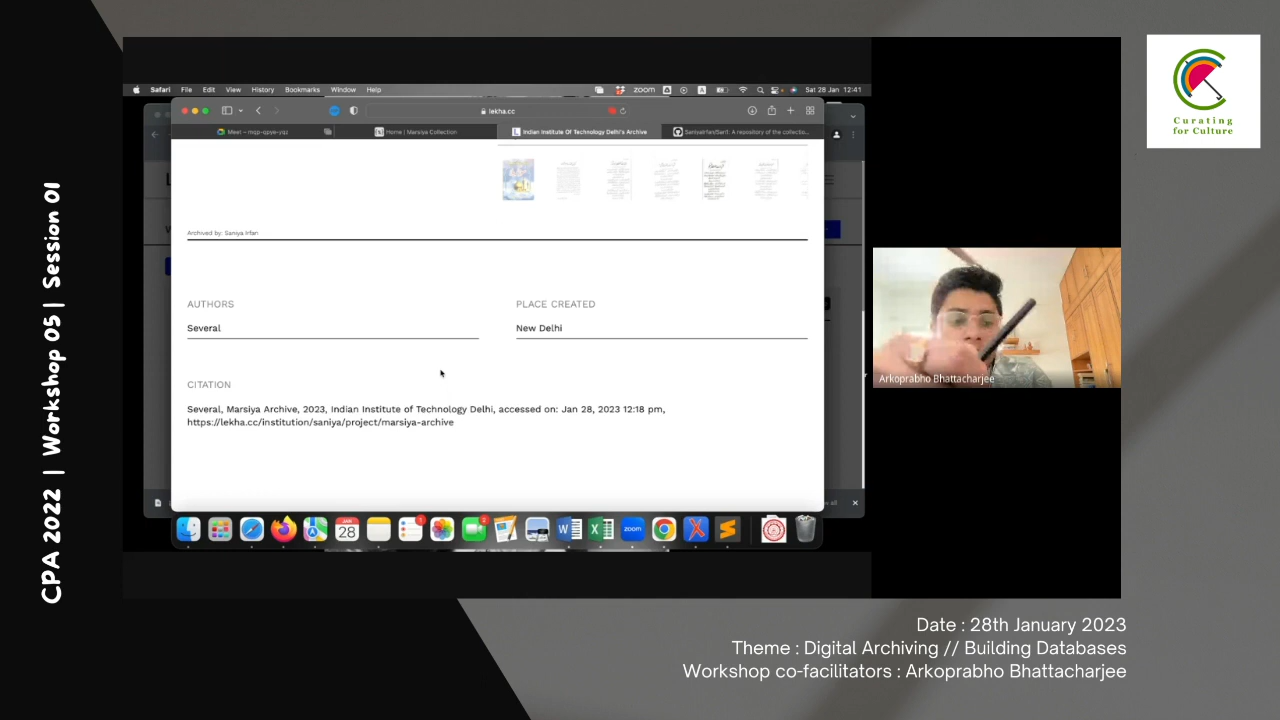 CPA 2022 | Workshop 05 | Session 01
Safari File Edit View History Bookmarks Window Help
zoom
Sat 28 Jan 12:41
lekha.cc
Home | Marsiya Collection
Indian Institute Of Technology Delhi's Archive
Archived by: Saniya Irfan
AUTHORS
PLACE CREATED
Several
New Delhi
CITATION
Several, Marsiya Archive, 2023, Indian Institute of Technology Delhi, accessed on: Jan 28, 2023 12:18 pm,
https://lekha.cc/institution/saniya/project/marsiya-archive
JAN
28
zoom
Arkoprabho Bhattacharjee
Curating
for Culture
Date : 28th January 2023
Theme : Digital Archiving // Building Databases
Workshop co-facilitators : Arkoprabho Bhattacharjee